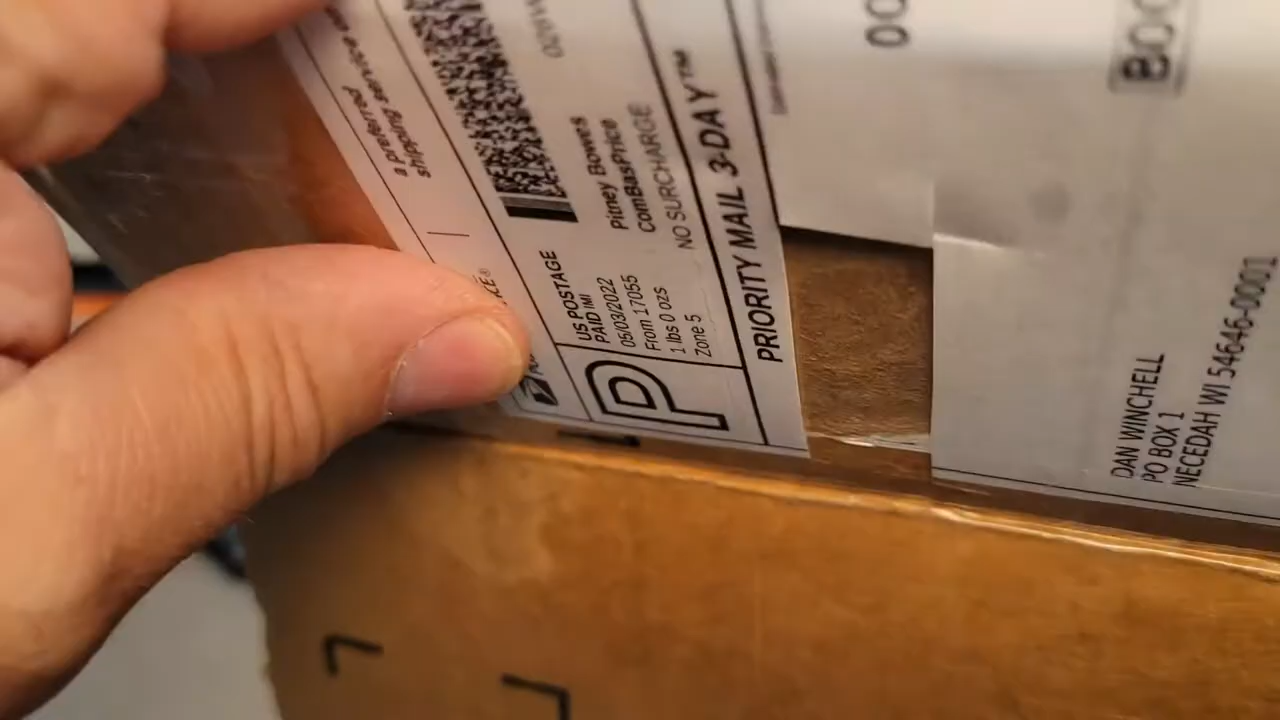 a preferred
shipping service
US POSTAGE
PAID IMI
05/03/2022
From 17055
1 lbs 0 ozs
Zone 5
Pitney Bowes
ComBasPrice
NO SURCHARGE
P
PRIORITY MAIL 3-DAY™
DAN WINCHELL
PO BOX 1
NECEDAH WI 54646-0001